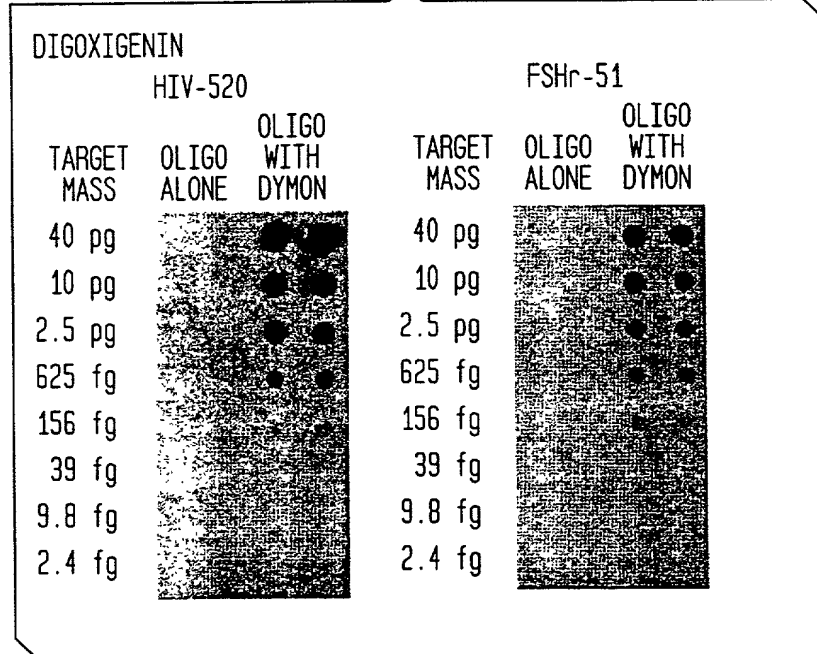 DIGOXIGENIN
HIV-520
TARGET MASS OLIGO ALONE OLIGO WITH DYMON
40 pg
10 pg
2.5 pg
625 fg
156 fg
39 fg
9.8 fg
2.4 fg
FSHr-51
TARGET MASS OLIGO ALONE OLIGO WITH DYMON
40 pg
10 pg
2.5 pg
625 fg
156 fg
39 fg
9.8 fg
2.4 fg